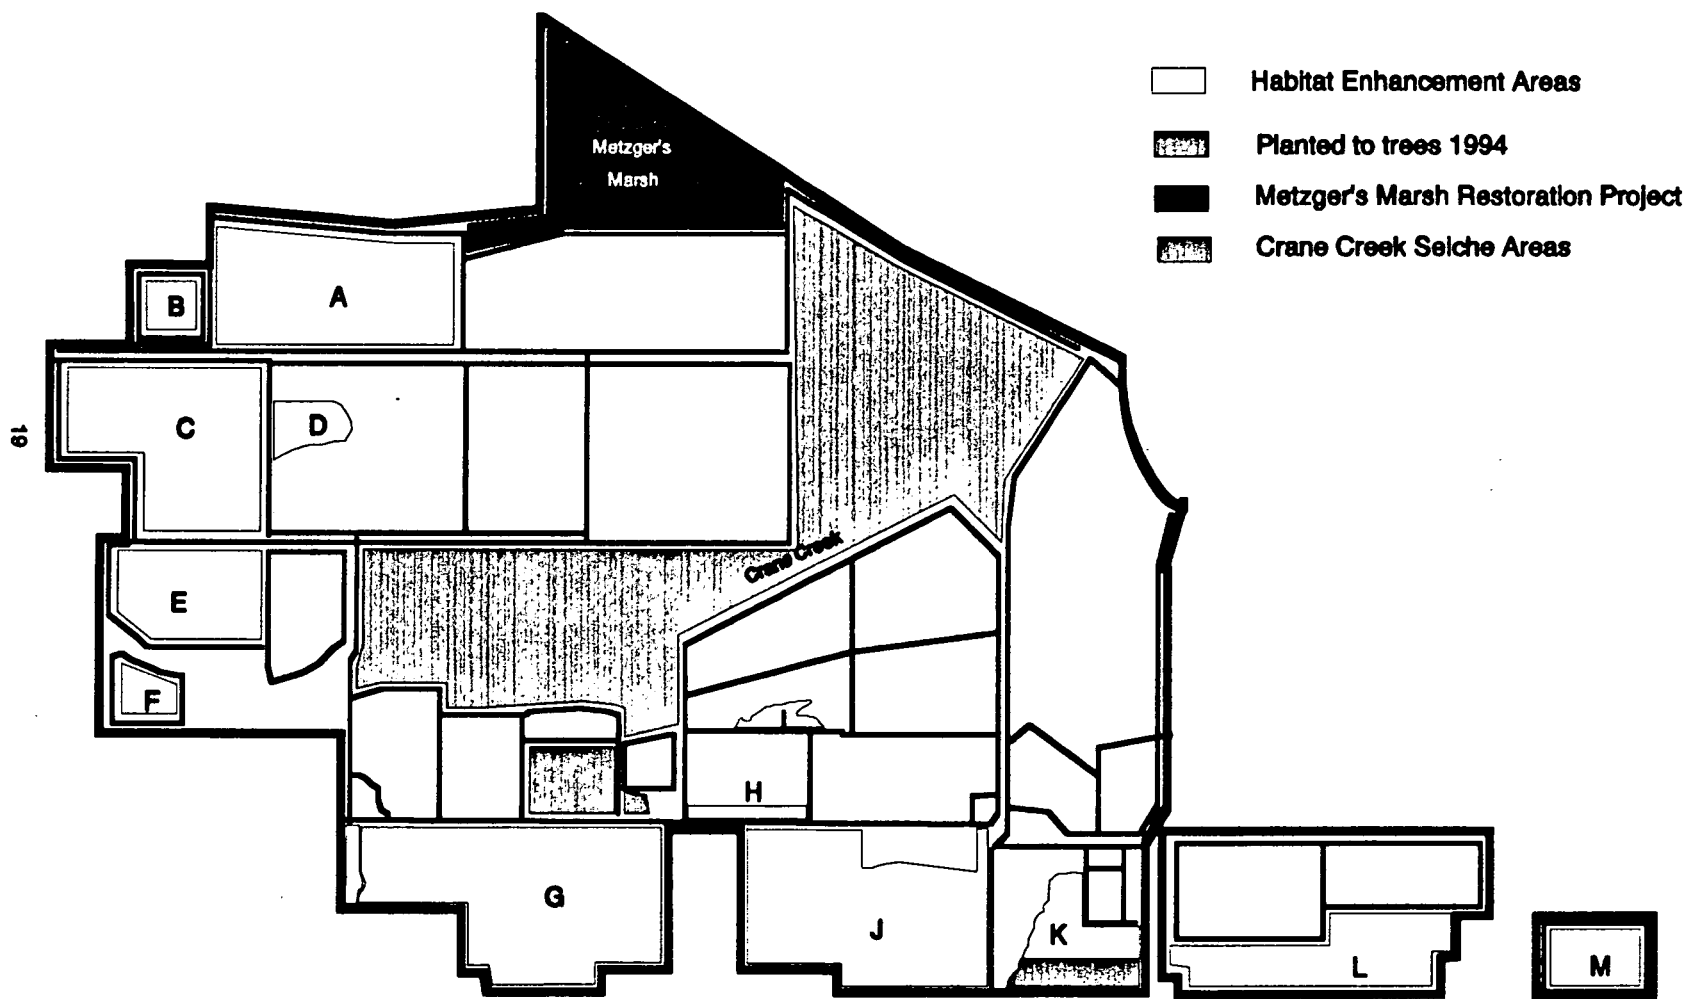 Metzger's
Marsh
Habitat Enhancement Areas
Planted to trees 1994
Metzger's Marsh Restoration Project
Crane Creek Seiche Areas
A
B
C
D
19
Crane Creek
E
F
I
H
G
J
K
L
M